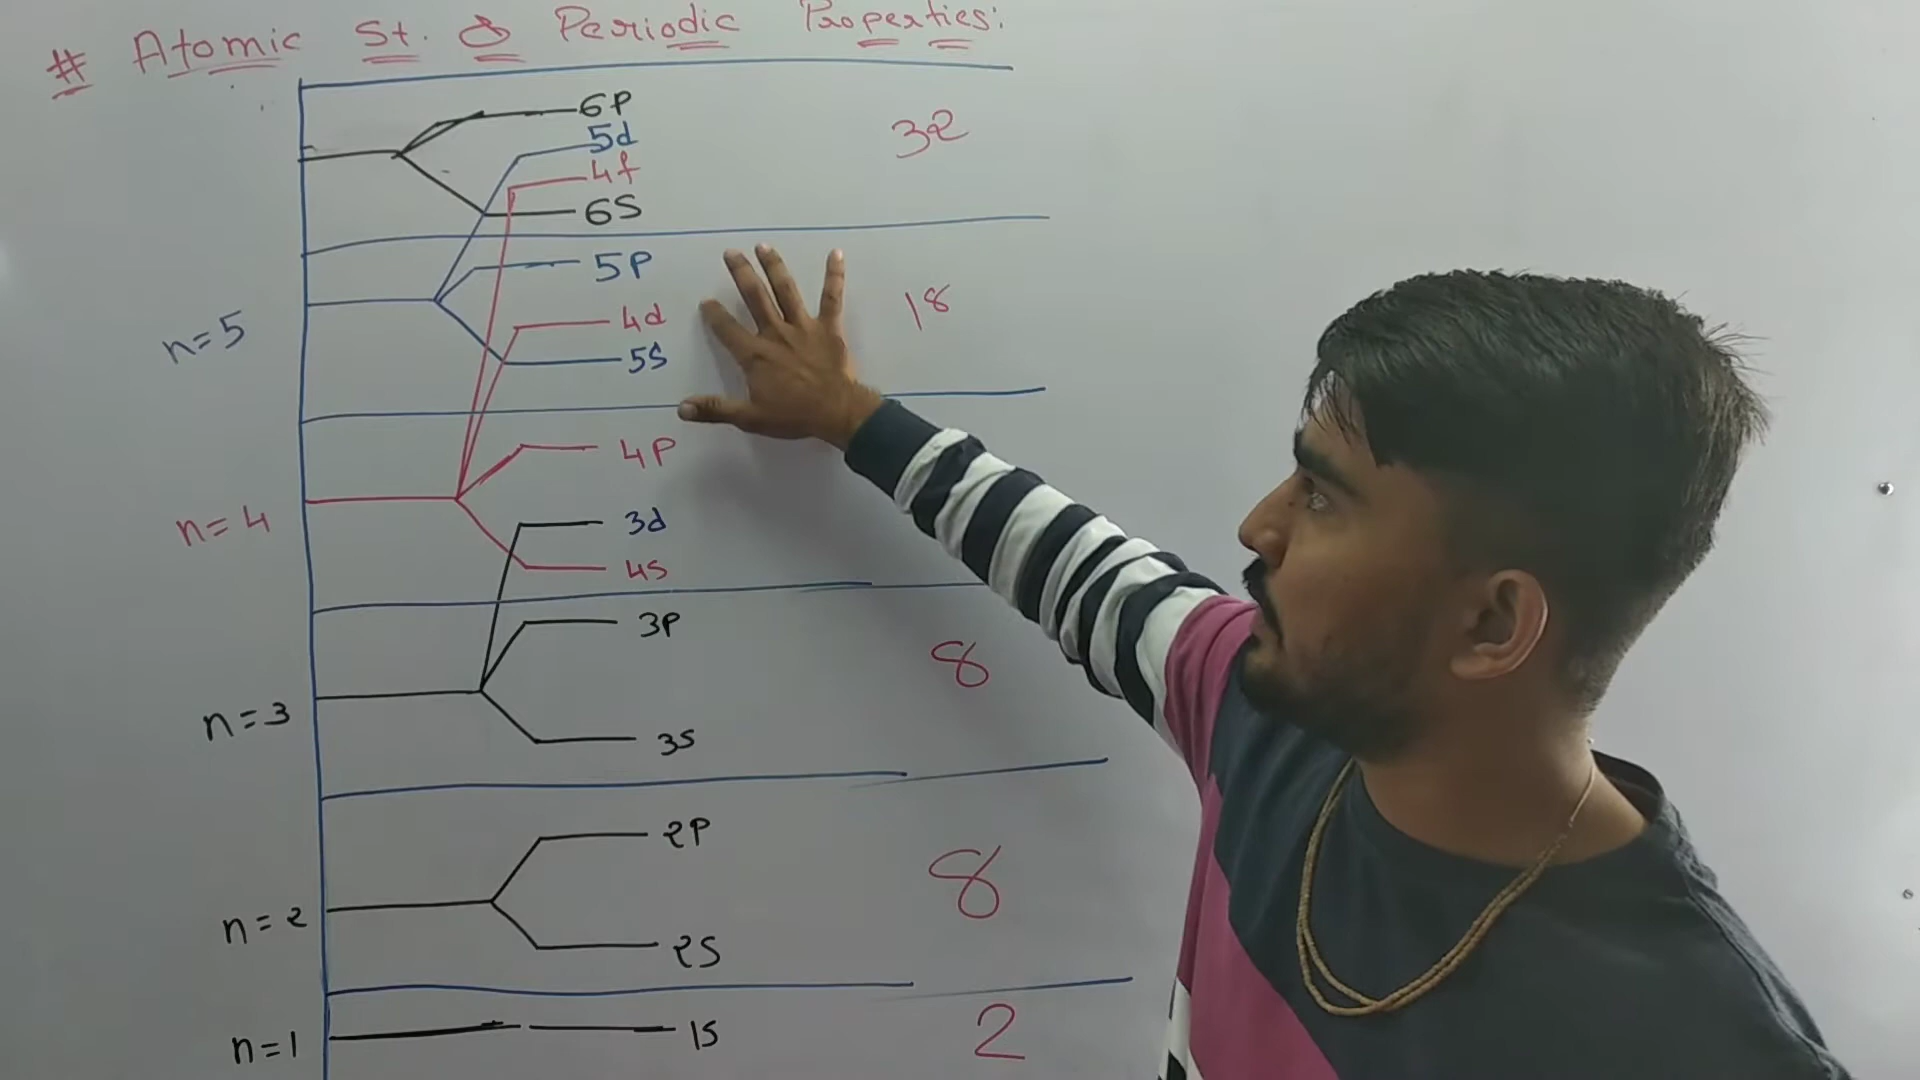 # Atomic St. & Periodic Properties:
6P
5d
32
4f
6S
5P
18
4d
n=5
5S
4P
n=4
3d
4S
3P
8
n=3
3S
2P
8
n=2
2S
n=1
1S
2